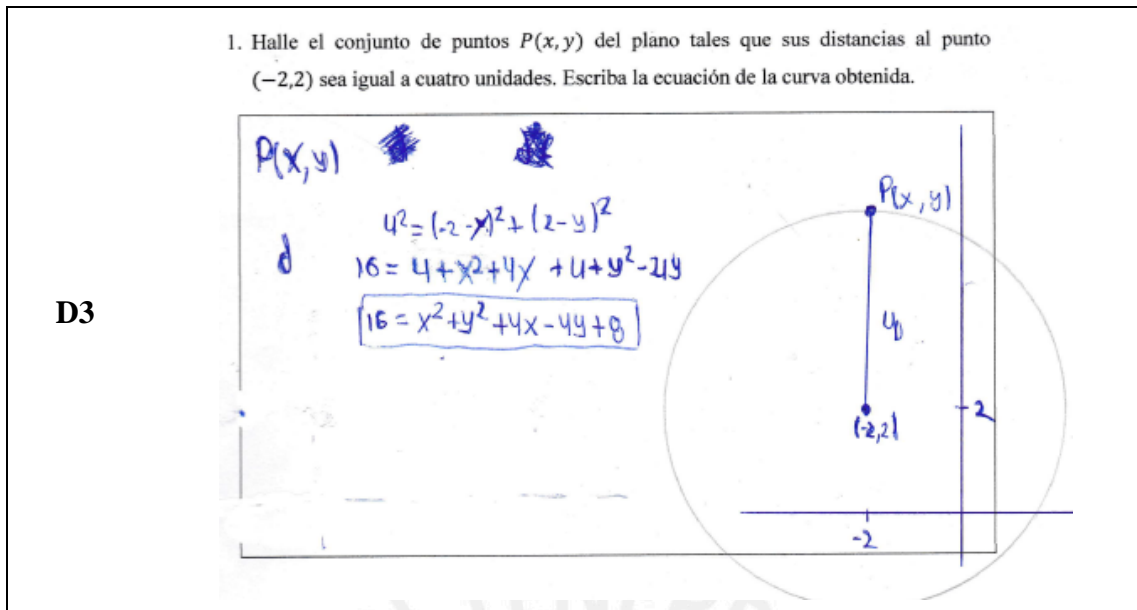 1. Halle el conjunto de puntos P(x, y) del plano tales que sus distancias al punto
(−2,2) sea igual a cuatro unidades. Escriba la ecuación de la curva obtenida.
P(x,y)
4² = (-2-x)² + (2-y)²
d
16 = 4+x²+4x +4+y²-4y
16 = x²+y²+4x-4y+8
D3
P(x,y)
(-2,2)
2
-2